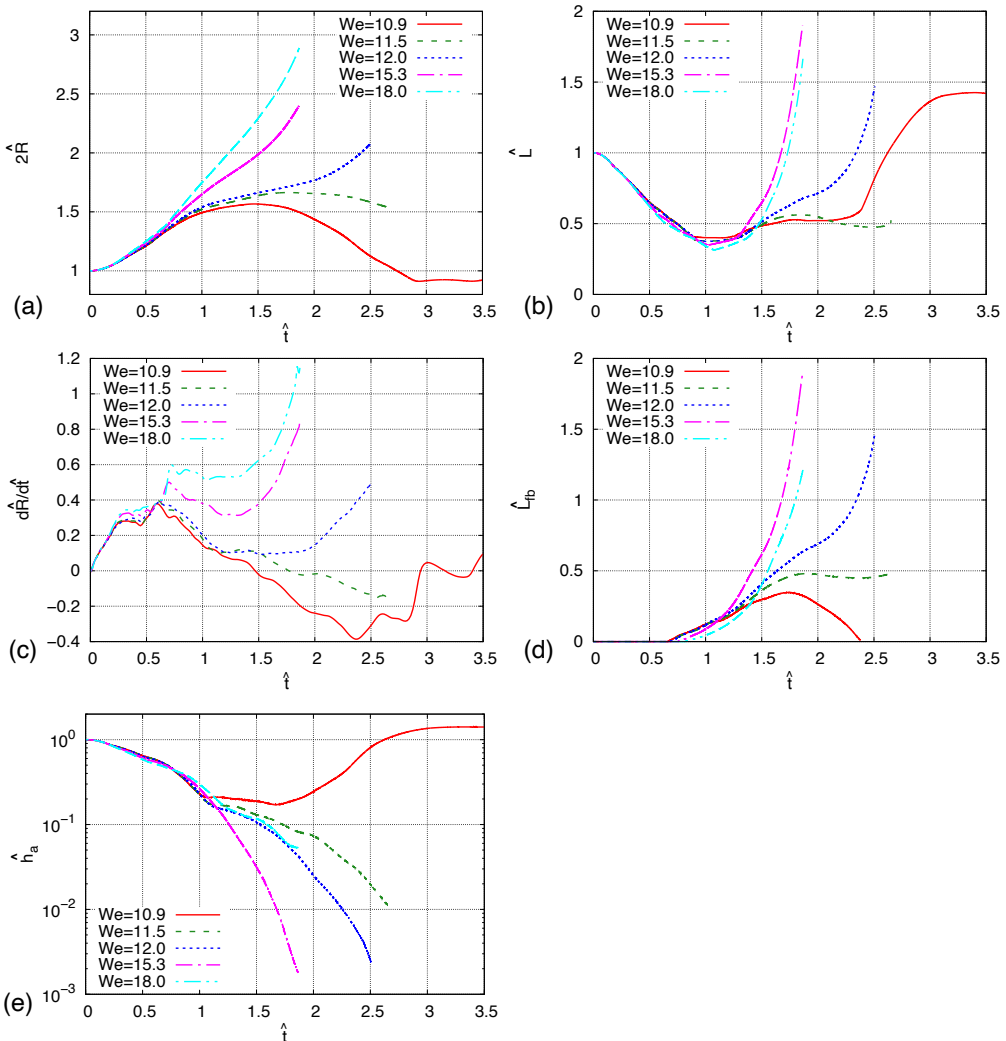 3
2.5
2
1.5
1
2R̂
We=10.9
We=11.5
We=12.0
We=15.3
We=18.0
0 0.5 1 1.5 2 2.5 3 3.5
t̂
(a)
2
1.5
1
0.5
0
L̂
We=10.9
We=11.5
We=12.0
We=15.3
We=18.0
0 0.5 1 1.5 2 2.5 3 3.5
t̂
(b)
1.2
1
0.8
0.6
0.4
0.2
0
−0.2
−0.4
dR̂/dt̂
We=10.9
We=11.5
We=12.0
We=15.3
We=18.0
0 0.5 1 1.5 2 2.5 3 3.5
t̂
(c)
2
1.5
1
0.5
0
L̂fb
We=10.9
We=11.5
We=12.0
We=15.3
We=18.0
0 0.5 1 1.5 2 2.5 3 3.5
t̂
(d)
10⁰
10⁻¹
10⁻²
10⁻³
ĥₐ
We=10.9
We=11.5
We=12.0
We=15.3
We=18.0
0 0.5 1 1.5 2 2.5 3 3.5
t̂
(e)